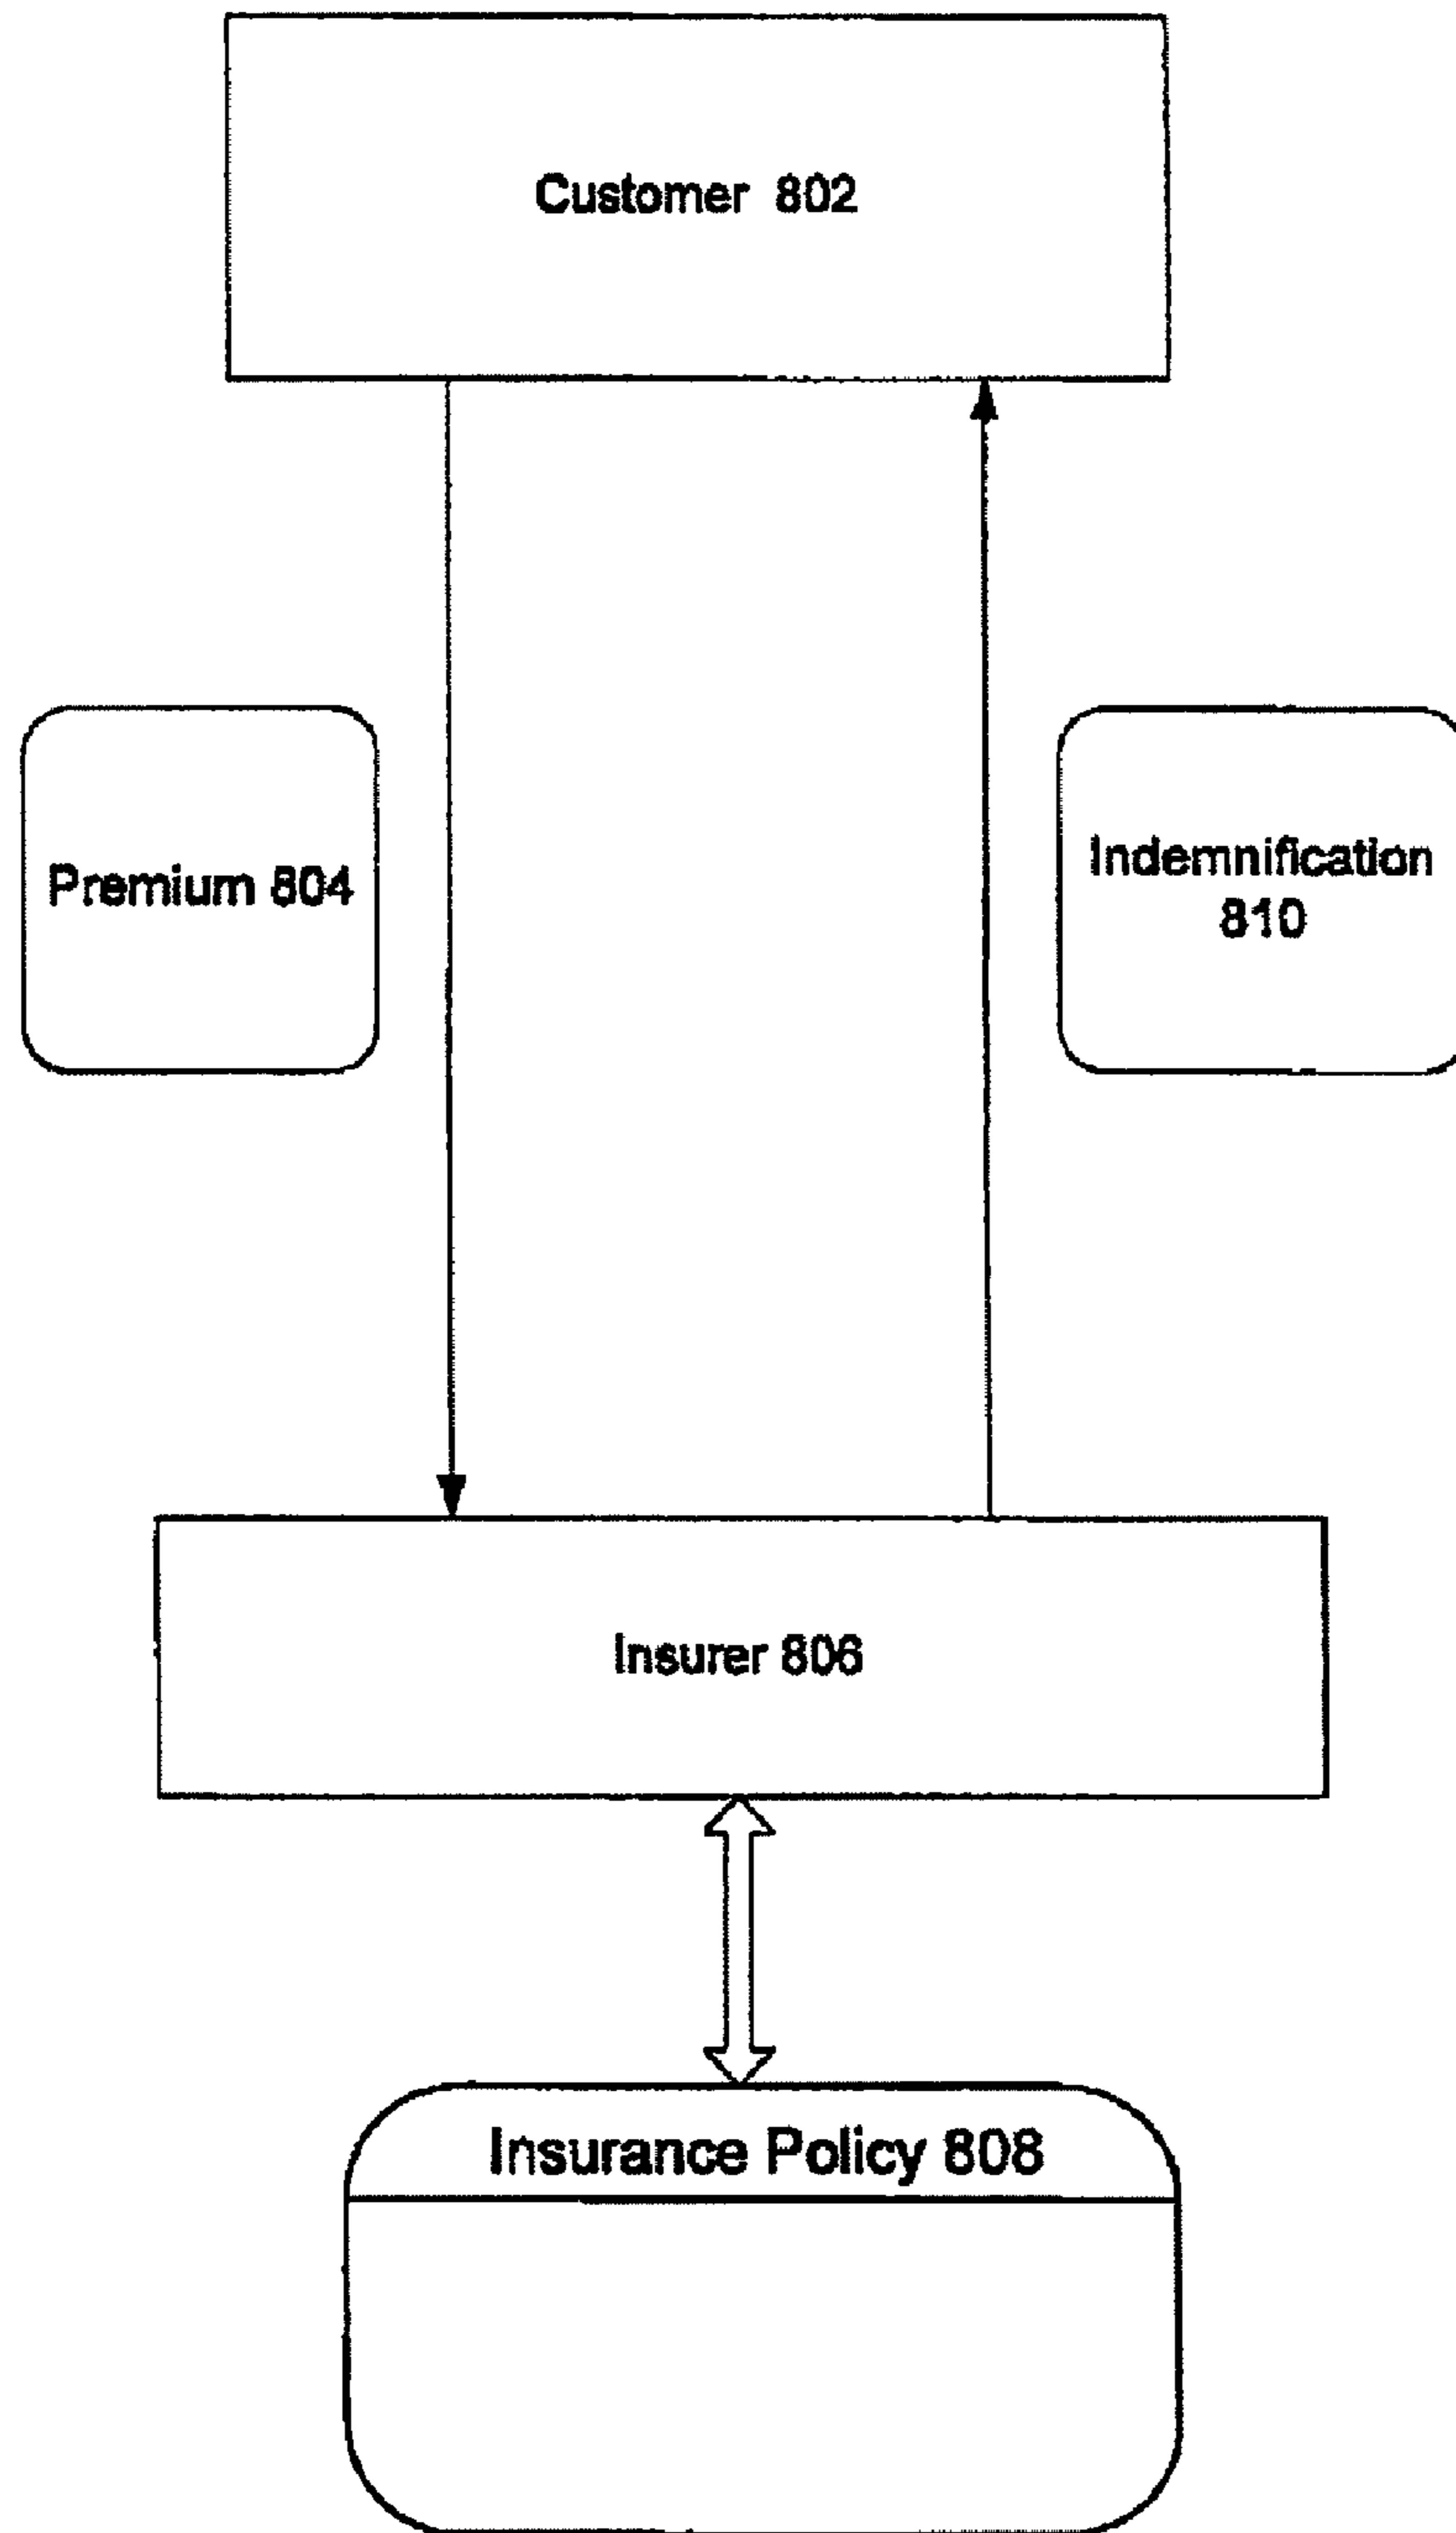 Customer 802
Premium 804
Indemnification
810
Insurer 806
Insurance Policy 808